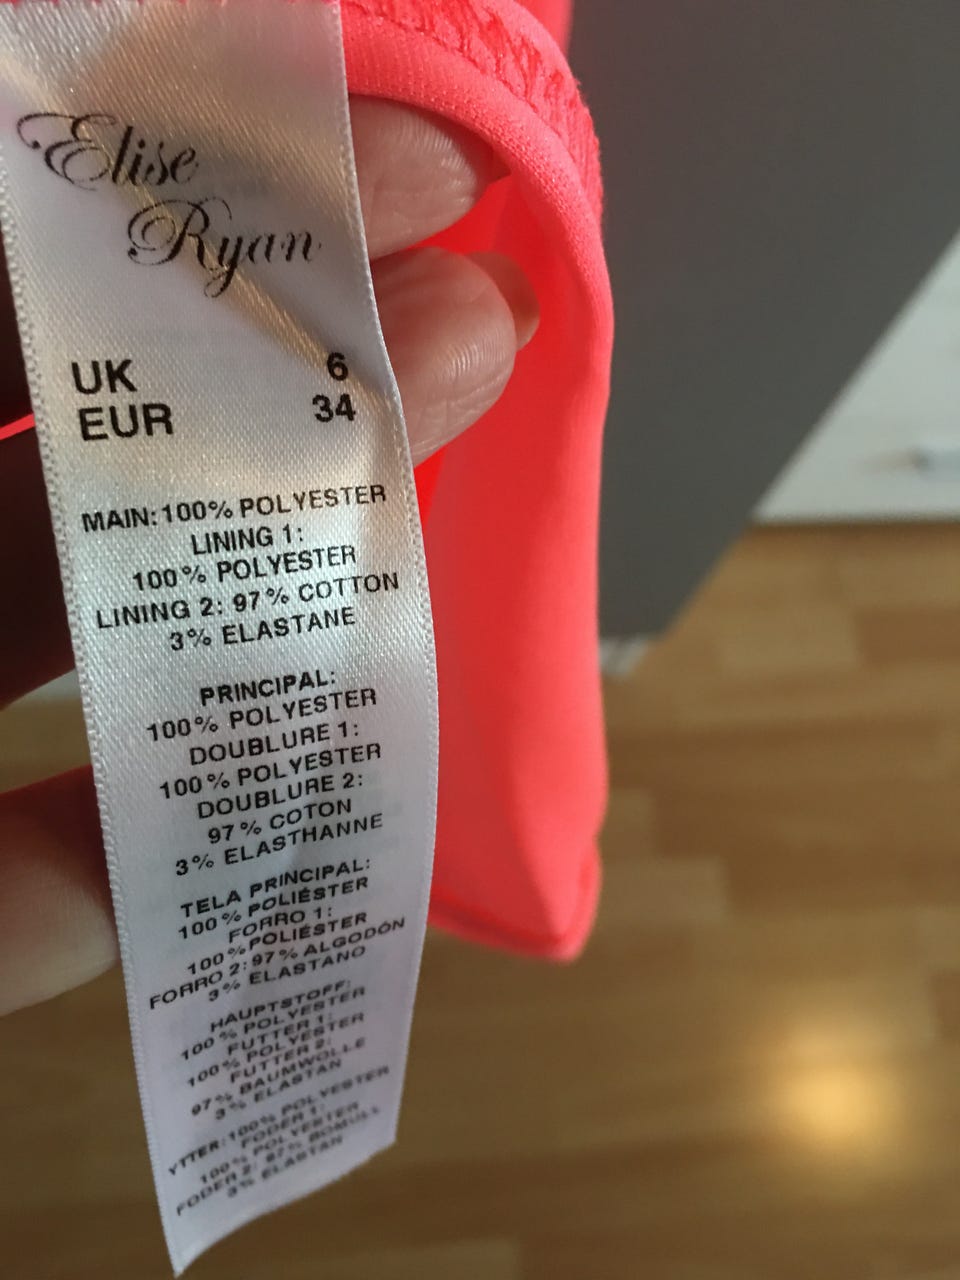 Elise
Ryan
UK 6
EUR 34
MAIN: 100% POLYESTER
LINING 1:
100% POLYESTER
LINING 2: 97% COTTON
3% ELASTANE
PRINCIPAL:
100% POLYESTER
DOUBLURE 1:
100% POLYESTER
DOUBLURE 2:
97% COTON
3% ELASTHANNE
TELA PRINCIPAL:
100% POLIÉSTER
FORRO 1:
100% POLIÉSTER
FORRO 2: 97% ALGODÓN
3% ELASTANO
HAUPTSTOFF:
100% POLYESTER
FUTTER 1:
100% POLYESTER
FUTTER 2:
97% BAUMWOLLE
3% ELASTAN
YTTER: 100% POLYESTER
FODER 1:
100% POLYESTER
FODER 2: 97% BOMULL
3% ELASTAN